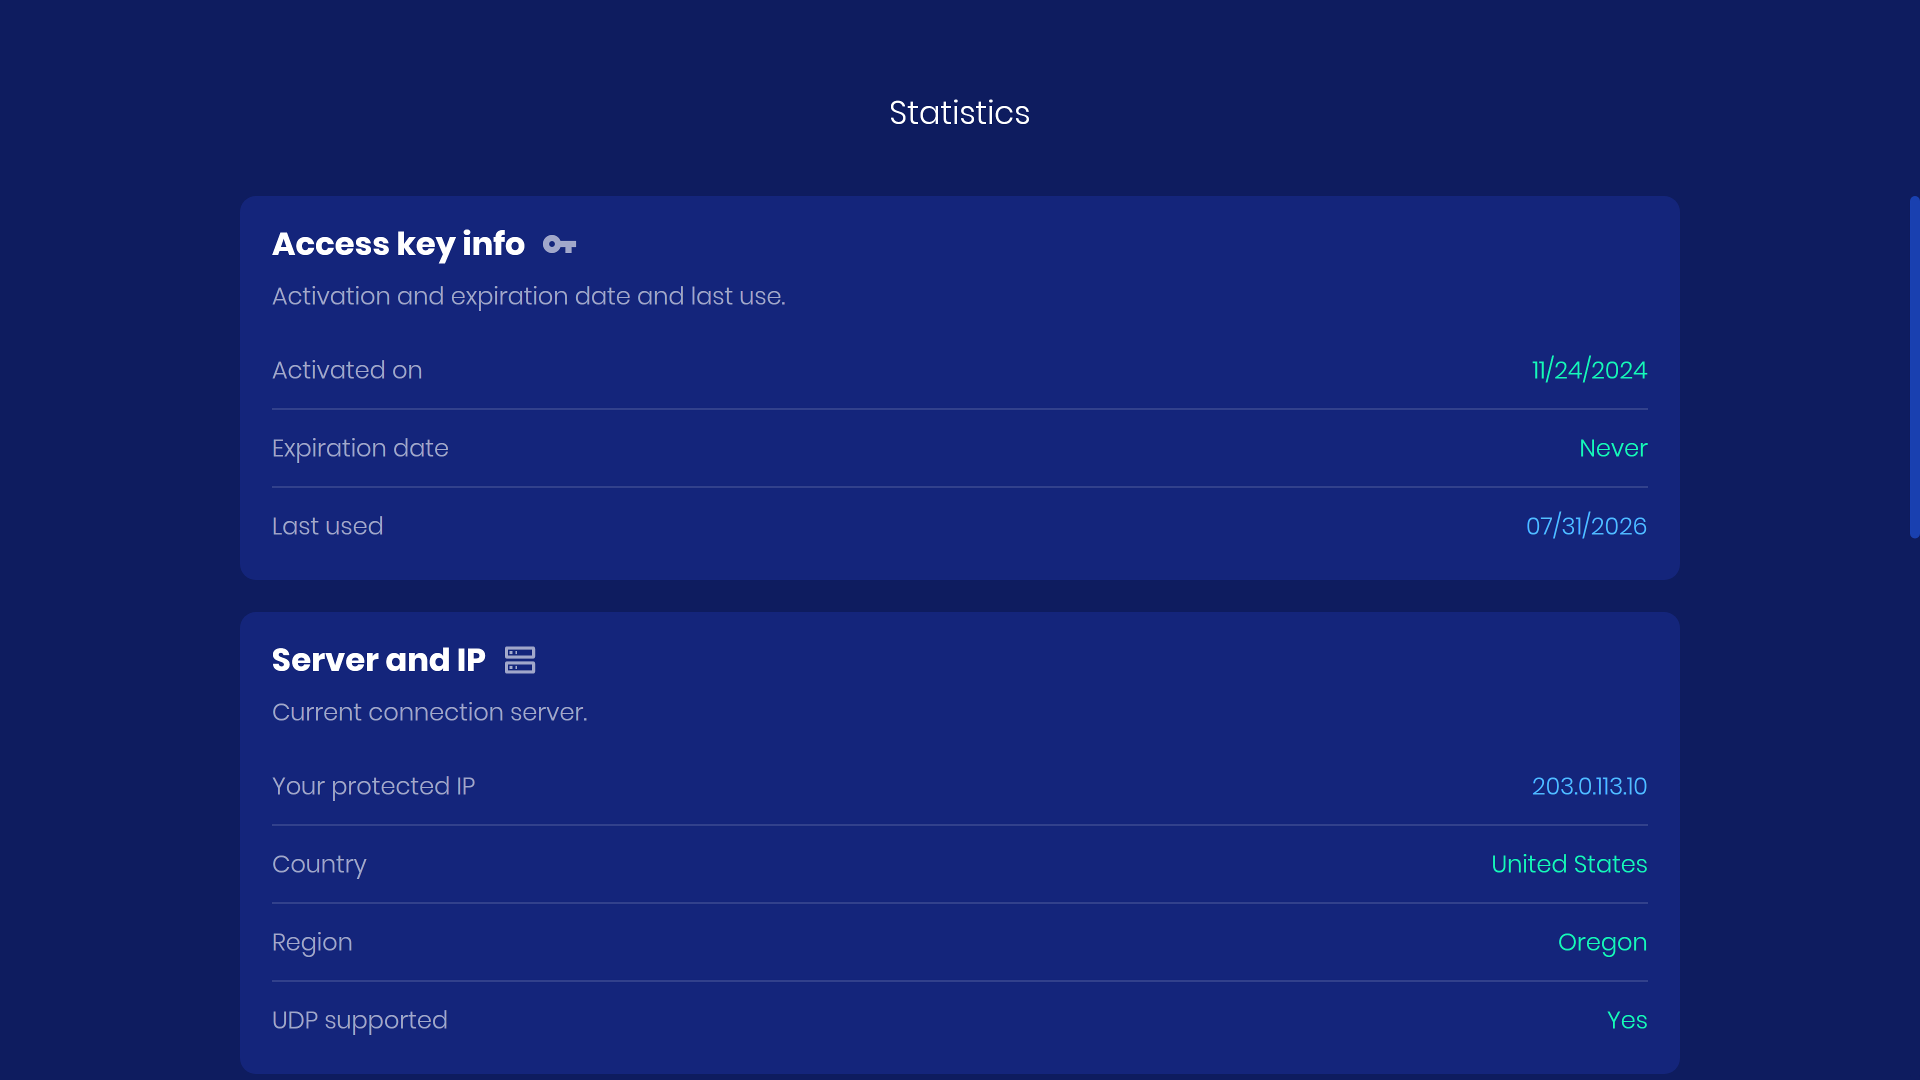 Statistics
Access key info
Activation and expiration date and last use.
Activated on 11/24/2024
Expiration date Never
Last used 07/31/2026
Server and IP
Current connection server.
Your protected IP 203.0.113.10
Country United States
Region Oregon
UDP supported Yes